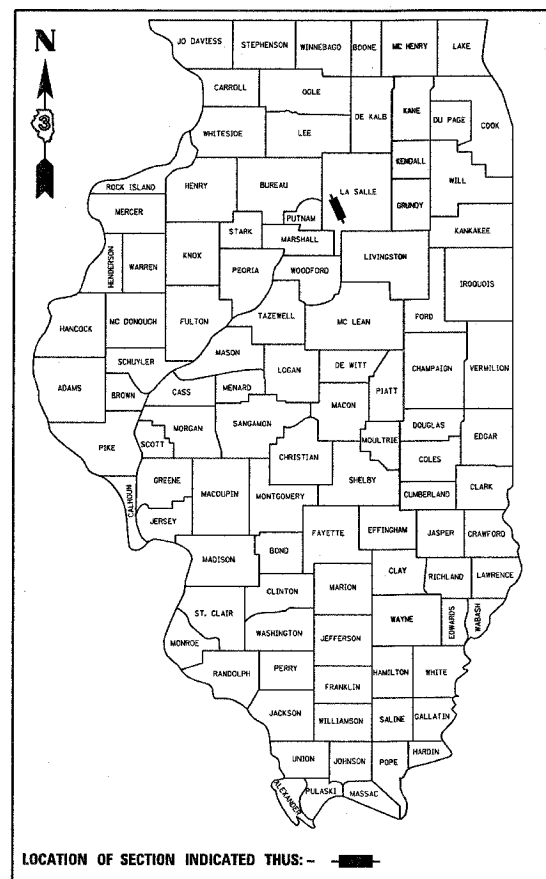 N
JO DAVIESS
STEPHENSON
WINNEBAGO
BOONE
MC HENRY
LAKE
CARROLL
OGLE
DE KALB
KANE
DU PAGE
COOK
3
WHITESIDE
LEE
KENDALL
WILL
ROCK ISLAND
HENRY
BUREAU
LA SALLE
GRUNDY
MERCER
PUTNAM
STARK
MARSHALL
KANKAKEE
HENDERSON
WARREN
KNOX
PEORIA
WOODFORD
LIVINGSTON
IROQUOIS
HANCOCK
MC DONOUGH
FULTON
TAZEWELL
MC LEAN
FORD
SCHUYLER
MASON
LOGAN
DE WITT
CHAMPAIGN
VERMILION
ADAMS
BROWN
CASS
MENARD
MACON
PIATT
PIKE
SCOTT
MORGAN
SANGAMON
CHRISTIAN
MOULTRIE
DOUGLAS
EDGAR
COLES
CALHOUN
GREENE
MACOUPIN
MONTGOMERY
SHELBY
CUMBERLAND
CLARK
JERSEY
FAYETTE
EFFINGHAM
JASPER
CRAWFORD
MADISON
BOND
CLAY
RICHLAND
LAWRENCE
CLINTON
MARION
ST. CLAIR
WAYNE
EDWARDS
WABASH
MONROE
WASHINGTON
JEFFERSON
RANDOLPH
PERRY
FRANKLIN
HAMILTON
WHITE
JACKSON
WILLIAMSON
SALINE
GALLATIN
UNION
JOHNSON
POPE
HARDIN
ALEXANDER
PULASKI
MASSAC
LOCATION OF SECTION INDICATED THUS: -